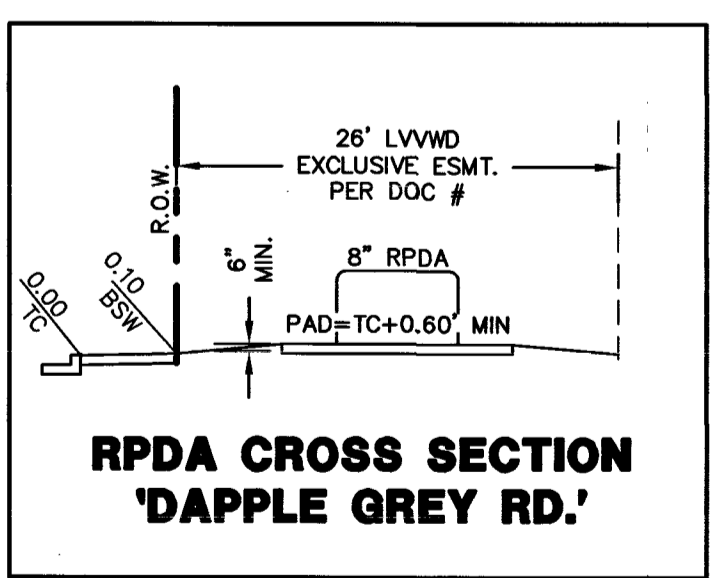 26' LVVWD
EXCLUSIVE ESMT.
PER DOC #
R.O.W.
6" MIN.
8" RPDA
0.00
TC
0.10
BSW
PAD=TC+0.60' MIN
RPDA CROSS SECTION
'DAPPLE GREY RD.'